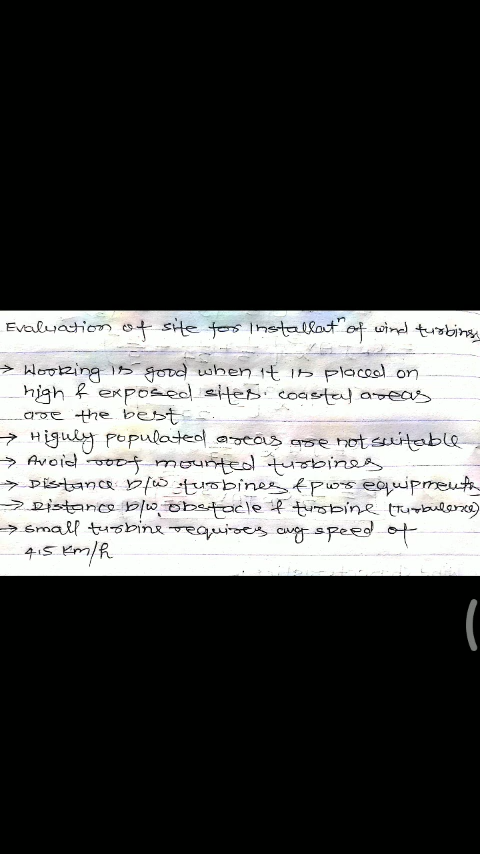 Evaluation of site for Installatⁿ of wind turbines
→ Working is good when it is placed on
high & exposed sites. coastal areas
are the best
→ Highly populated areas are not suitable
→ Avoid roof mounted turbines
→ Distance b/w turbines & pwr equipments
→ Distance b/w obstacle & turbine (Turbulence)
→ small turbine requires avg speed of
4.5 Km/h